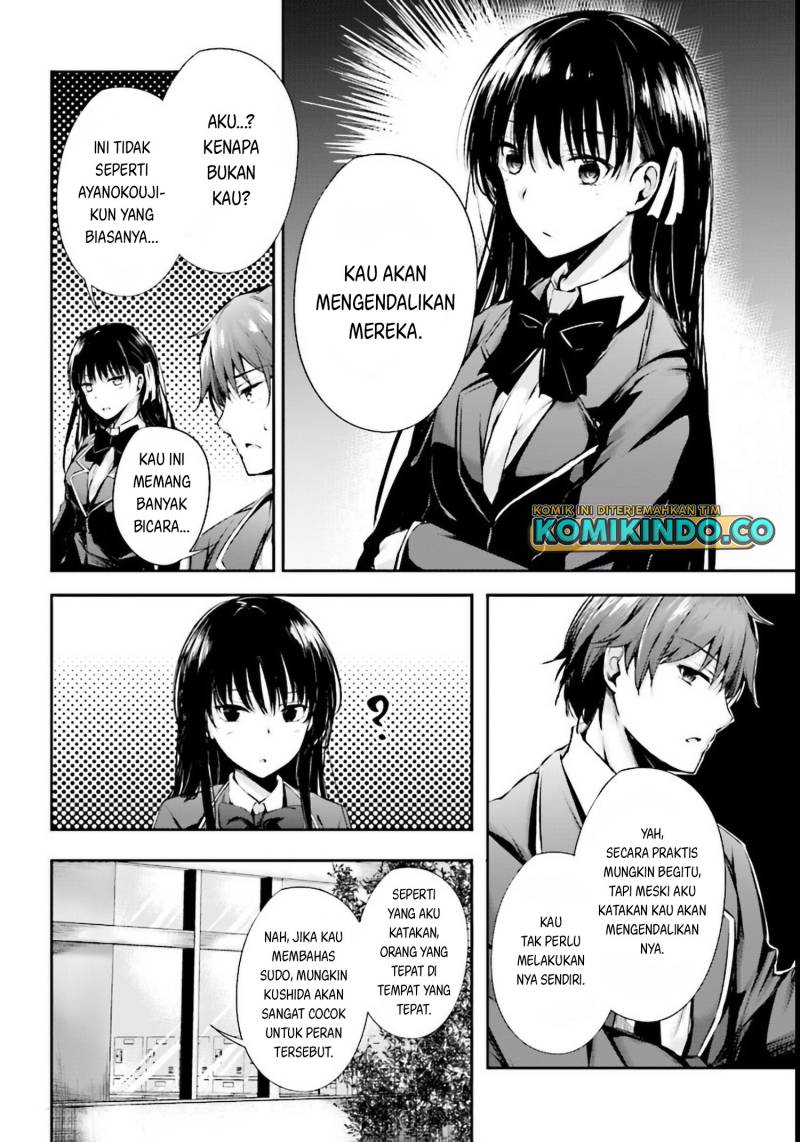 KAU AKAN
MENGENDALIKAN
MEREKA.
AKU...?
KENAPA
BUKAN
KAU?
INI TIDAK
SEPERTI
AYANOKOUJI-
KUN YANG
BIASANYA...
KAU INI
MEMANG
BANYAK
BICARA...
KOMIK INI DITERJEMAHKAN TIM
KOMIKINDO.CO
YAH,
SECARA PRAKTIS
MUNGKIN BEGITU,
TAPI MESKI AKU
KATAKAN KAU AKAN
MENGENDALIKAN
NYA.
KAU
TAK PERLU
MELAKUKAN
NYA SENDIRI.
?
SEPERTI
YANG AKU
KATAKAN,
ORANG YANG
TEPAT DI
TEMPAT YANG
TEPAT.
NAH, JIKA KAU
MEMBAHAS
SUDO, MUNGKIN
KUSHIDA AKAN
SANGAT COCOK
UNTUK PERAN
TERSEBUT.